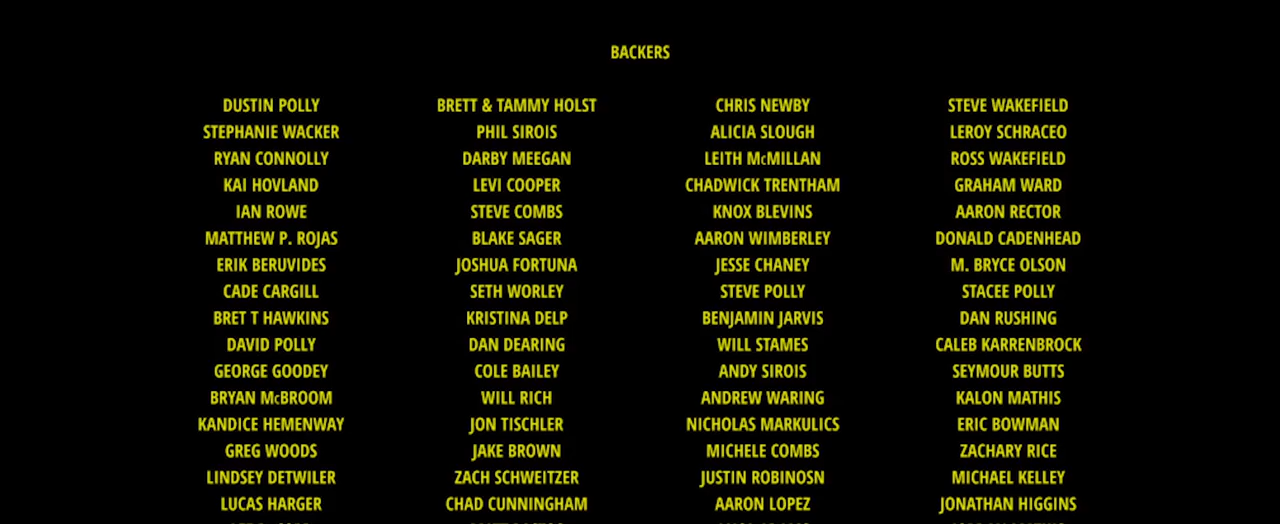 BACKERS
DUSTIN POLLY BRETT & TAMMY HOLST CHRIS NEWBY STEVE WAKEFIELD
STEPHANIE WACKER PHIL SIROIS ALICIA SLOUGH LEROY SCHRACEO
RYAN CONNOLLY DARBY MEEGAN LEITH McMILLAN ROSS WAKEFIELD
KAI HOVLAND LEVI COOPER CHADWICK TRENTHAM GRAHAM WARD
IAN ROWE STEVE COMBS KNOX BLEVINS AARON RECTOR
MATTHEW P. ROJAS BLAKE SAGER AARON WIMBERLEY DONALD CADENHEAD
ERIK BERUVIDES JOSHUA FORTUNA JESSE CHANEY M. BRYCE OLSON
CADE CARGILL SETH WORLEY STEVE POLLY STACEE POLLY
BRET T HAWKINS KRISTINA DELP BENJAMIN JARVIS DAN RUSHING
DAVID POLLY DAN DEARING WILL STAMES CALEB KARRENBROCK
GEORGE GOODEY COLE BAILEY ANDY SIROIS SEYMOUR BUTTS
BRYAN McBROOM WILL RICH ANDREW WARING KALON MATHIS
KANDICE HEMENWAY JON TISCHLER NICHOLAS MARKULICS ERIC BOWMAN
GREG WOODS JAKE BROWN MICHELE COMBS ZACHARY RICE
LINDSEY DETWILER ZACH SCHWEITZER JUSTIN ROBINOSN MICHAEL KELLEY
LUCAS HARGER CHAD CUNNINGHAM AARON LOPEZ JONATHAN HIGGINS